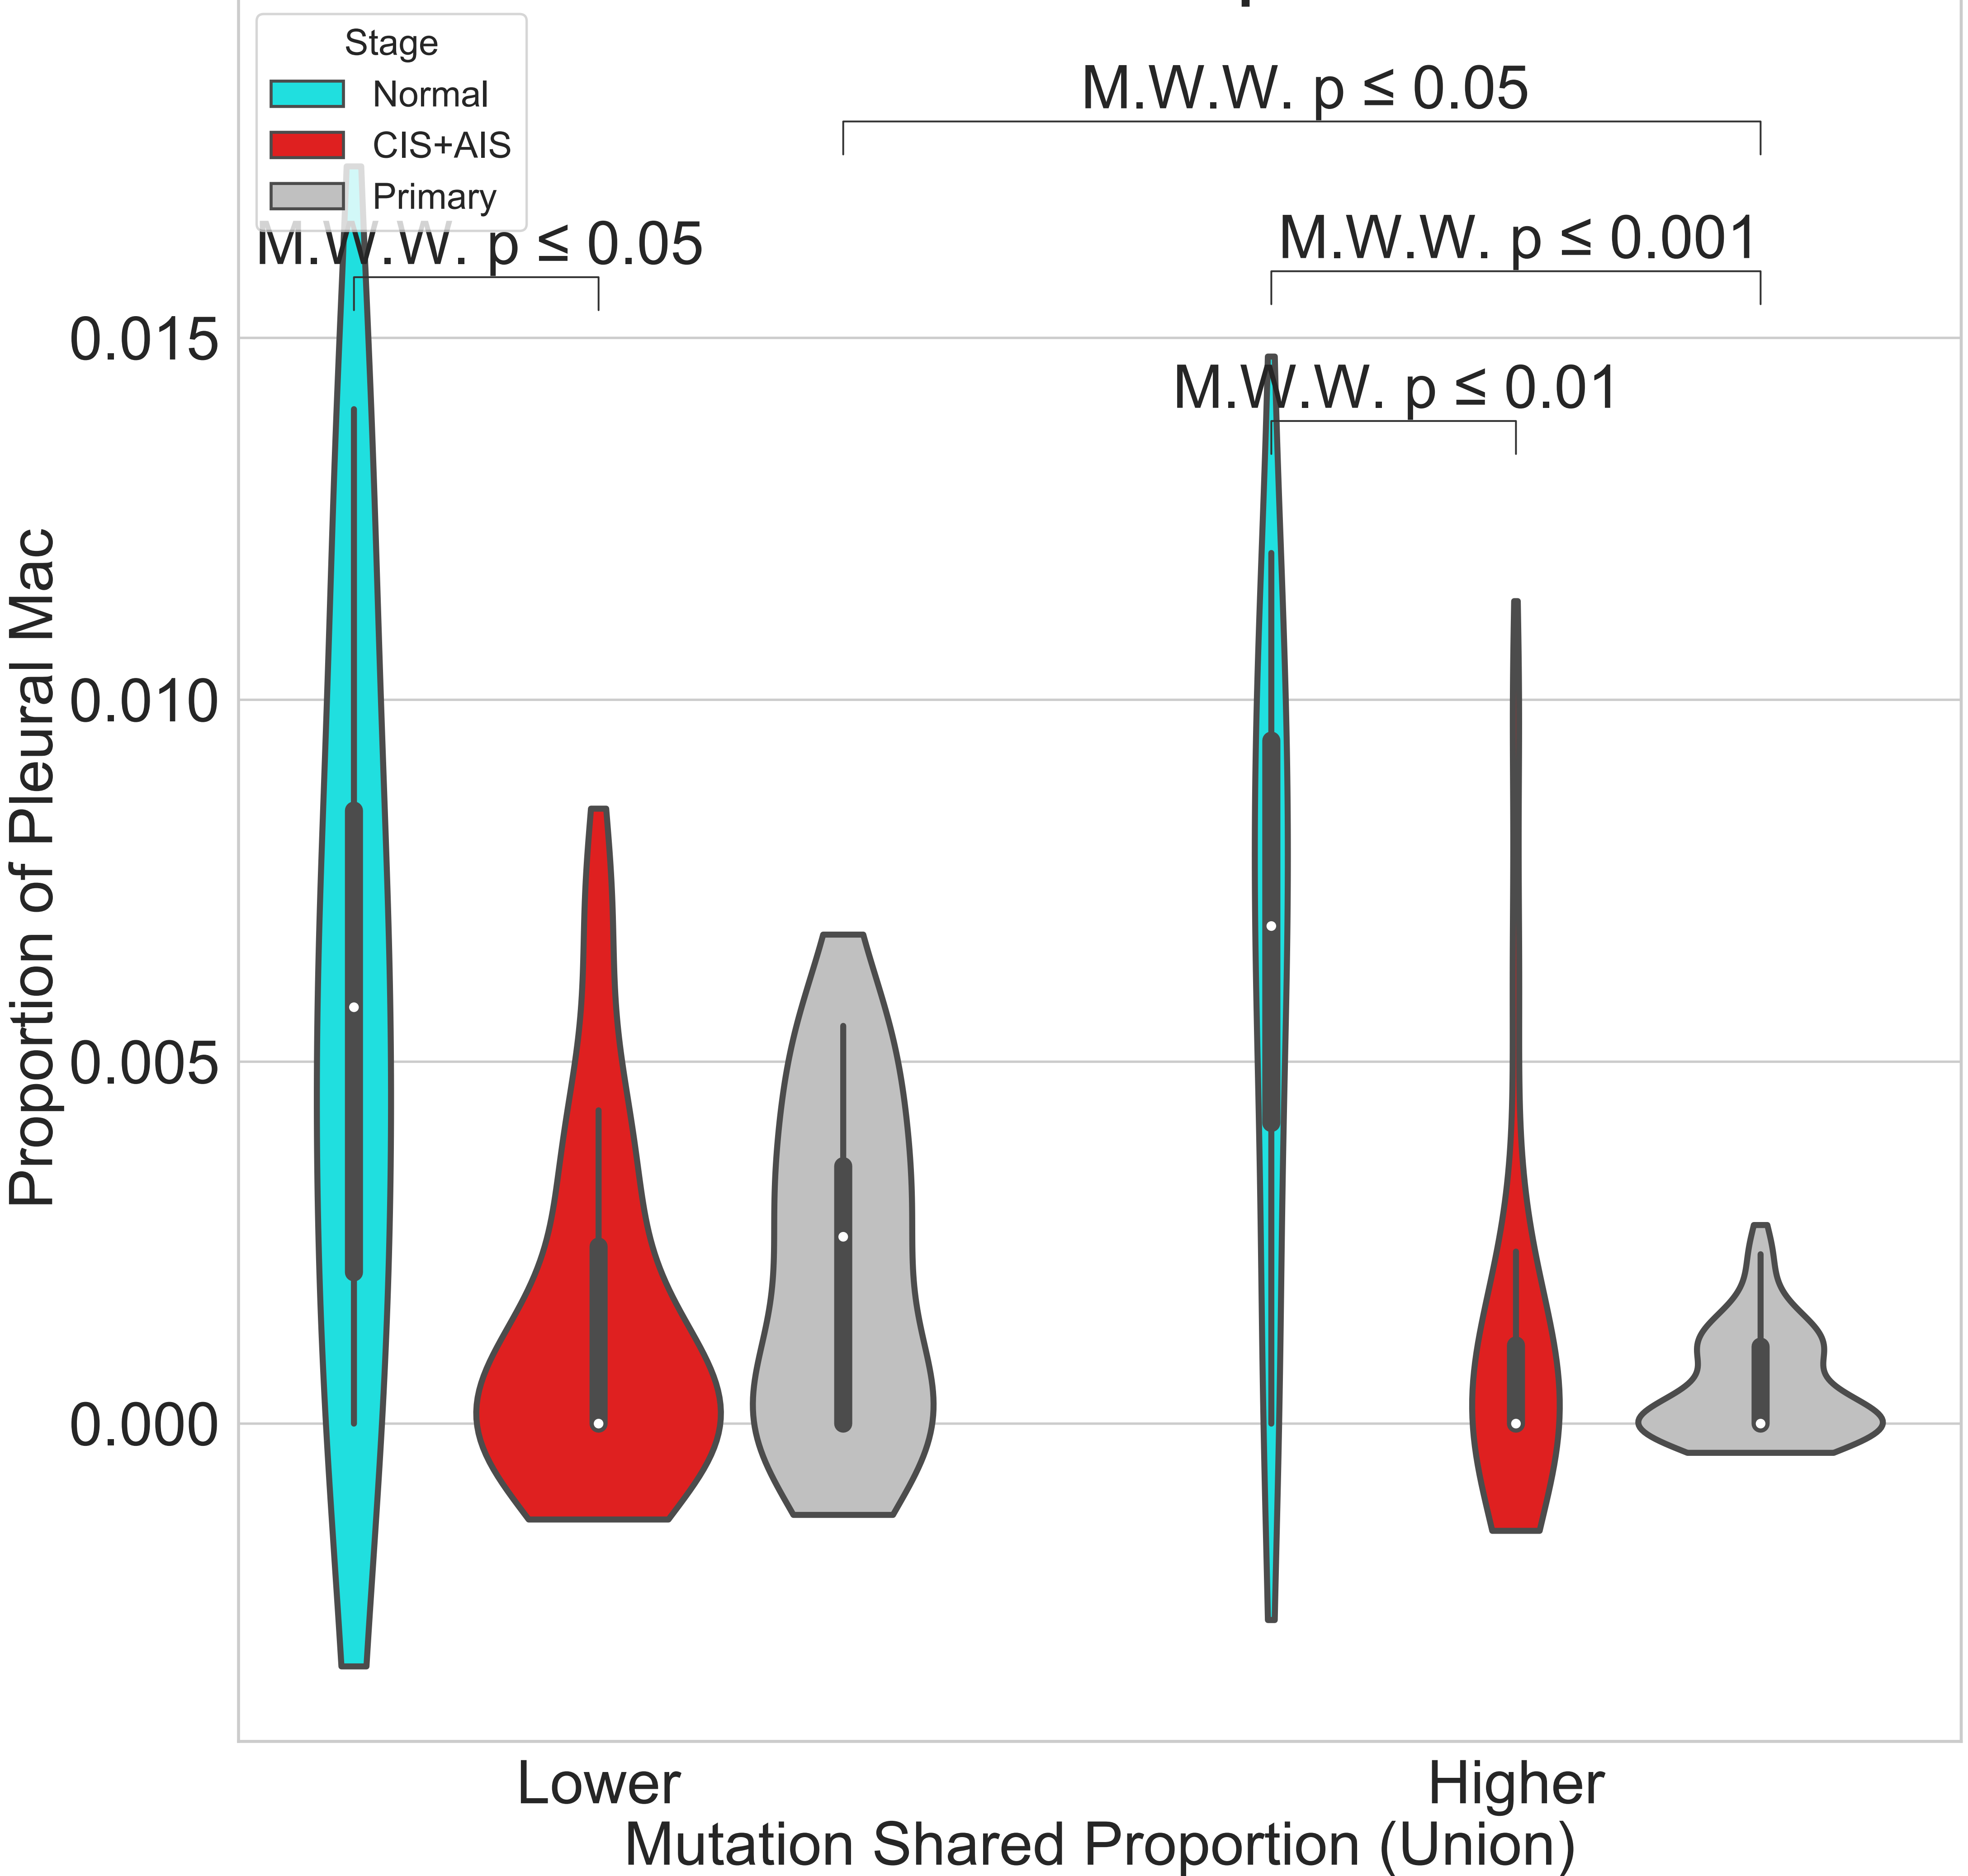 Stage
Normal
CIS+AIS
Primary
M.W.W. p ≤ 0.05
M.W.W. p ≤ 0.001
M.W.W. p ≤ 0.05
M.W.W. p ≤ 0.01
0.015
0.010
0.005
0.000
Proportion of Pleural Mac
Lower
Higher
Mutation Shared Proportion (Union)